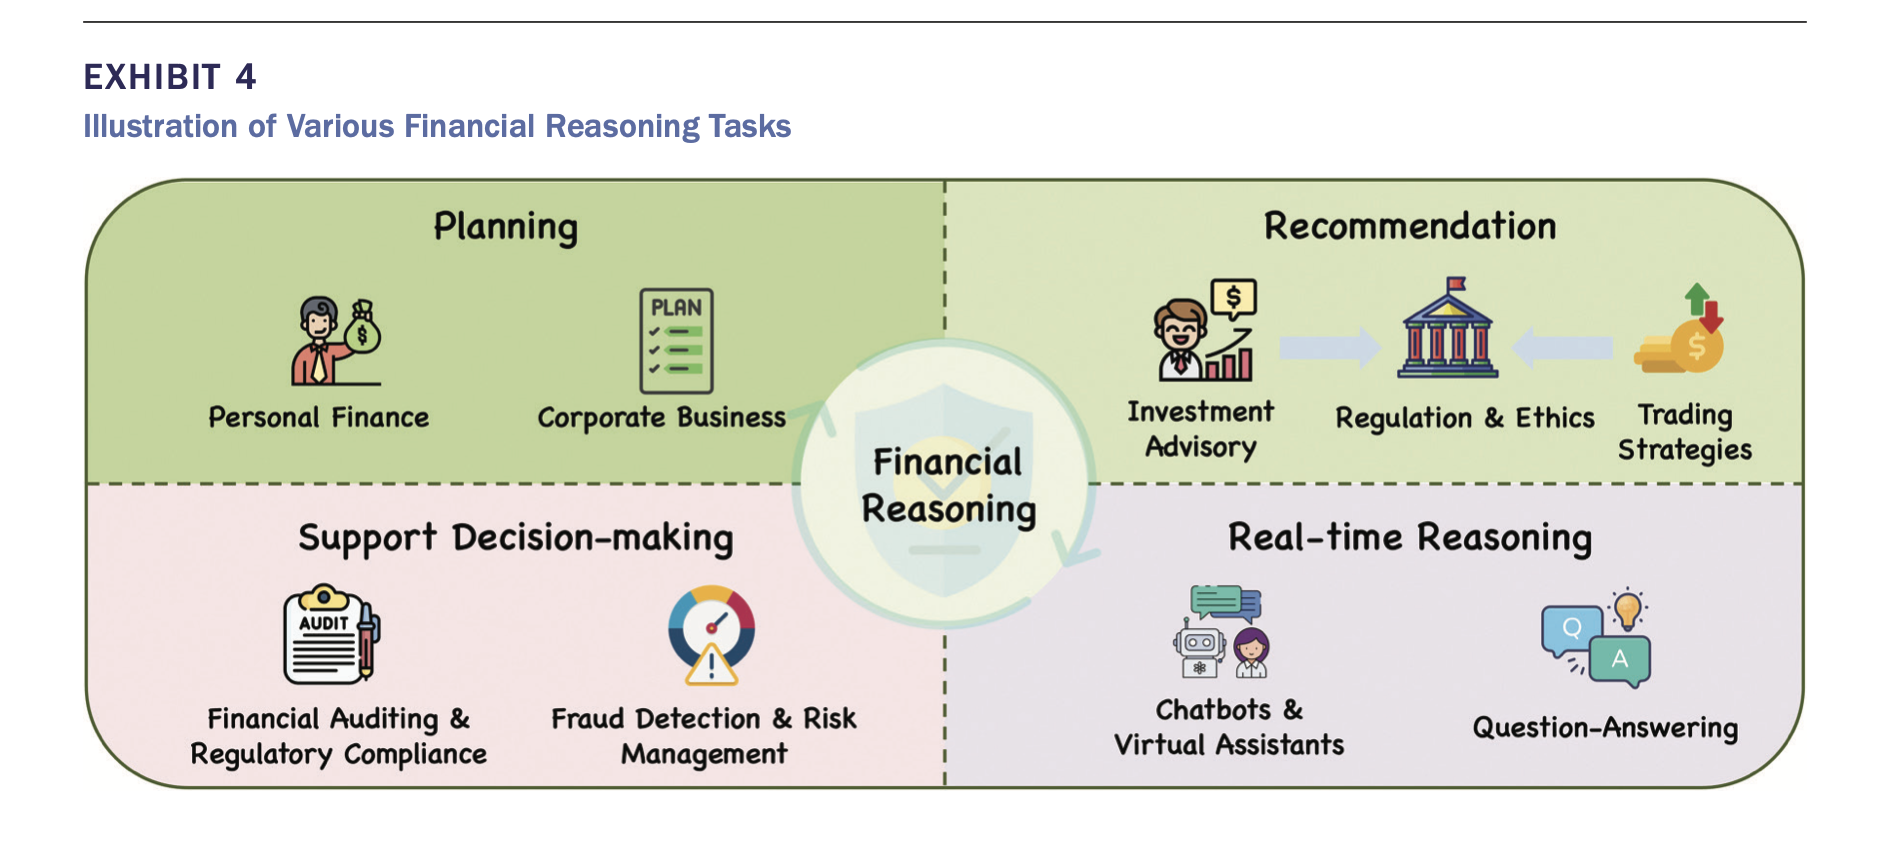 EXHIBIT 4
Illustration of Various Financial Reasoning Tasks
Planning
PLAN
Personal Finance
Corporate Business
Recommendation
$
$
$
Investment
Advisory
Regulation & Ethics
Trading
Strategies
Financial
Reasoning
Support Decision-making
AUDIT
!
Financial Auditing &
Regulatory Compliance
Fraud Detection & Risk
Management
Real-time Reasoning
Q
A
Chatbots &
Virtual Assistants
Question-Answering